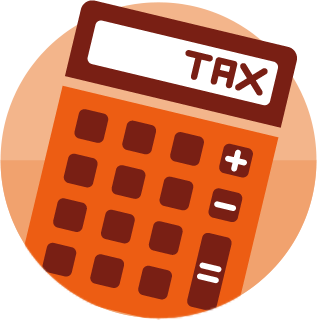 TAX
+
−
=